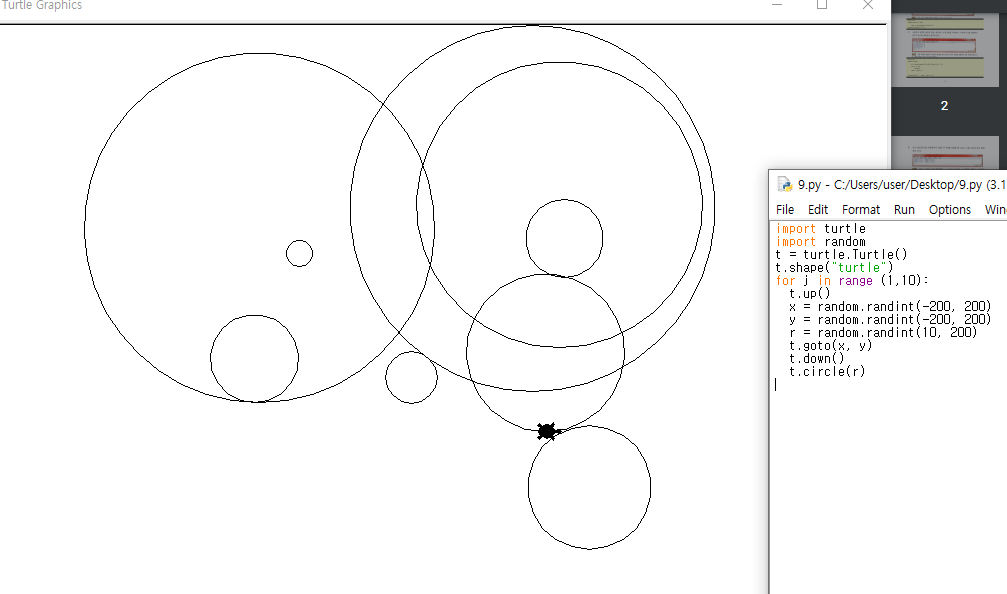 Turtle Graphics
2
9.py - C:/Users/user/Desktop/9.py (3.1
File Edit Format Run Options Win
import turtle
import random
t = turtle.Turtle()
t.shape("turtle")
for j in range (1,10):
  t.up()
  x = random.randint(-200, 200)
  y = random.randint(-200, 200)
  r = random.randint(10, 200)
  t.goto(x, y)
  t.down()
  t.circle(r)